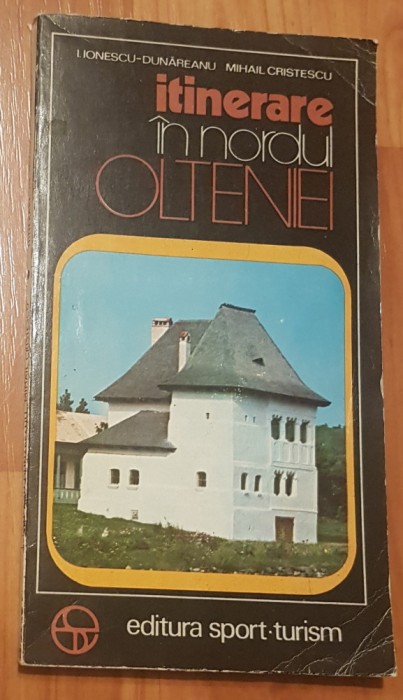 I. IONESCU-DUNĂREANU MIHAIL CRISTESCU
itinerare
în nordul
OLTENIEI
editura sport·turism